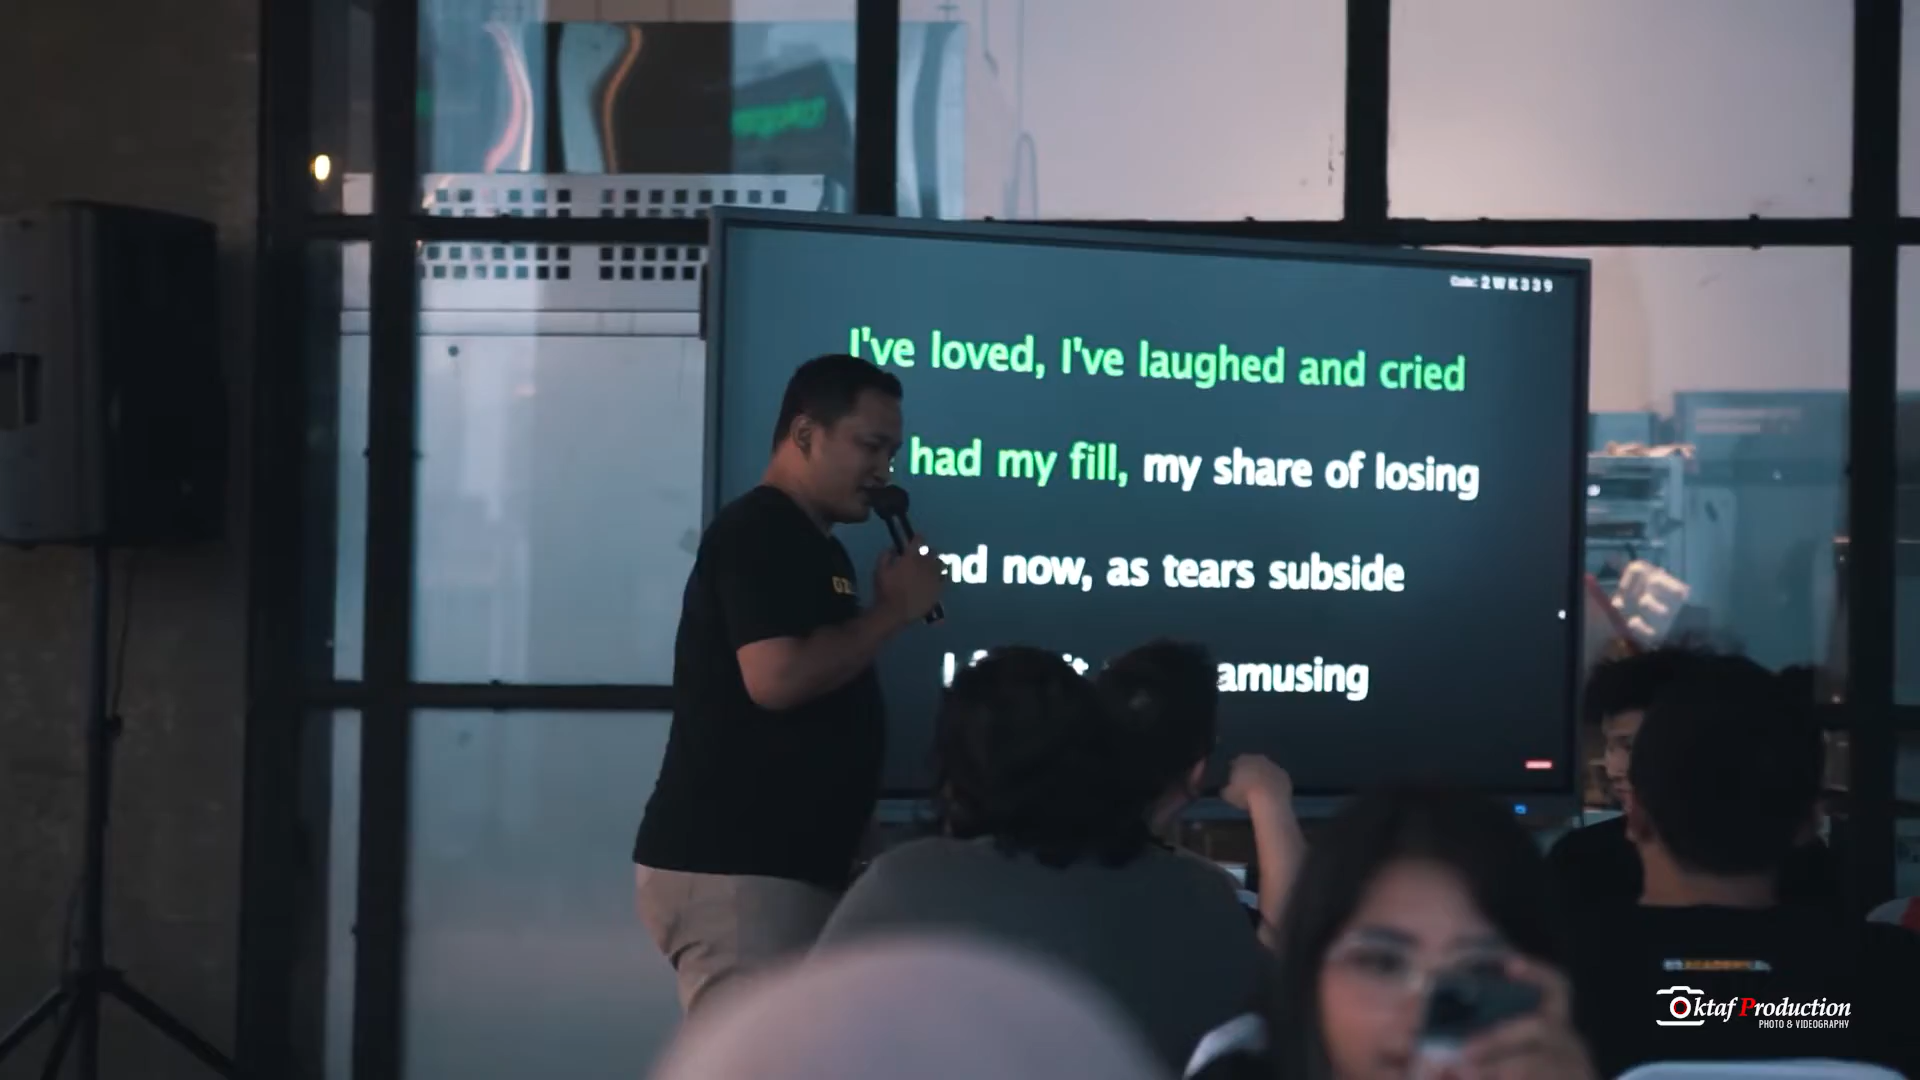 Code: 2WK339
I've loved, I've laughed and cried
had my fill, my share of losing
nd now, as tears subside
I it amusing
Oktaf Production
PHOTO & VIDEOGRAPHY